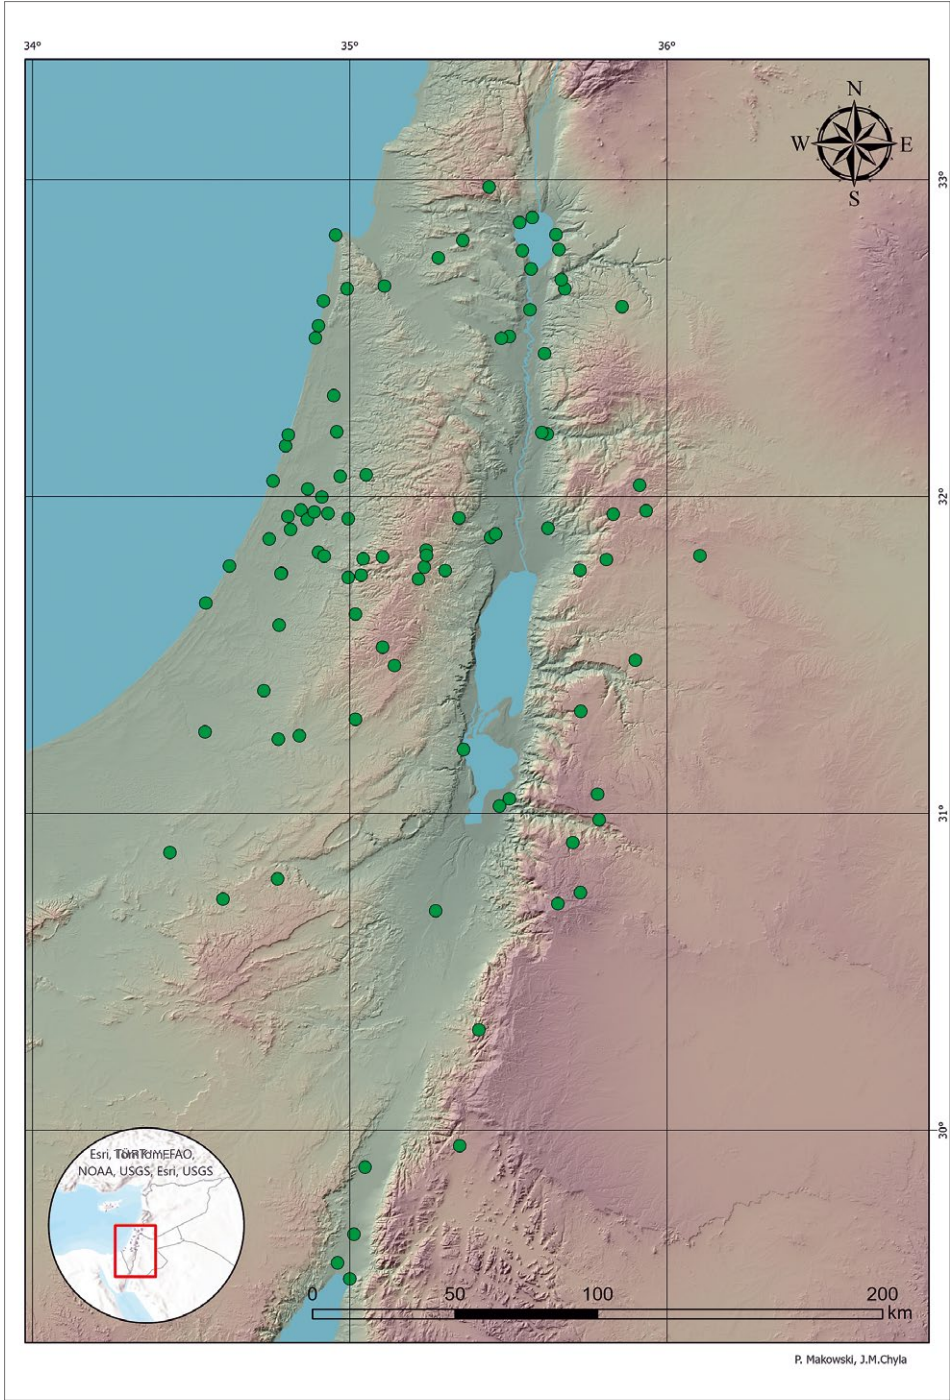 34° 35° 36°
N
W E
S
33°
32°
31°
30°
Esri, TomTom, FAO,
NOAA, USGS, Esri, USGS
0 50 100 200
km
P. Makowski, J.M.Chyla